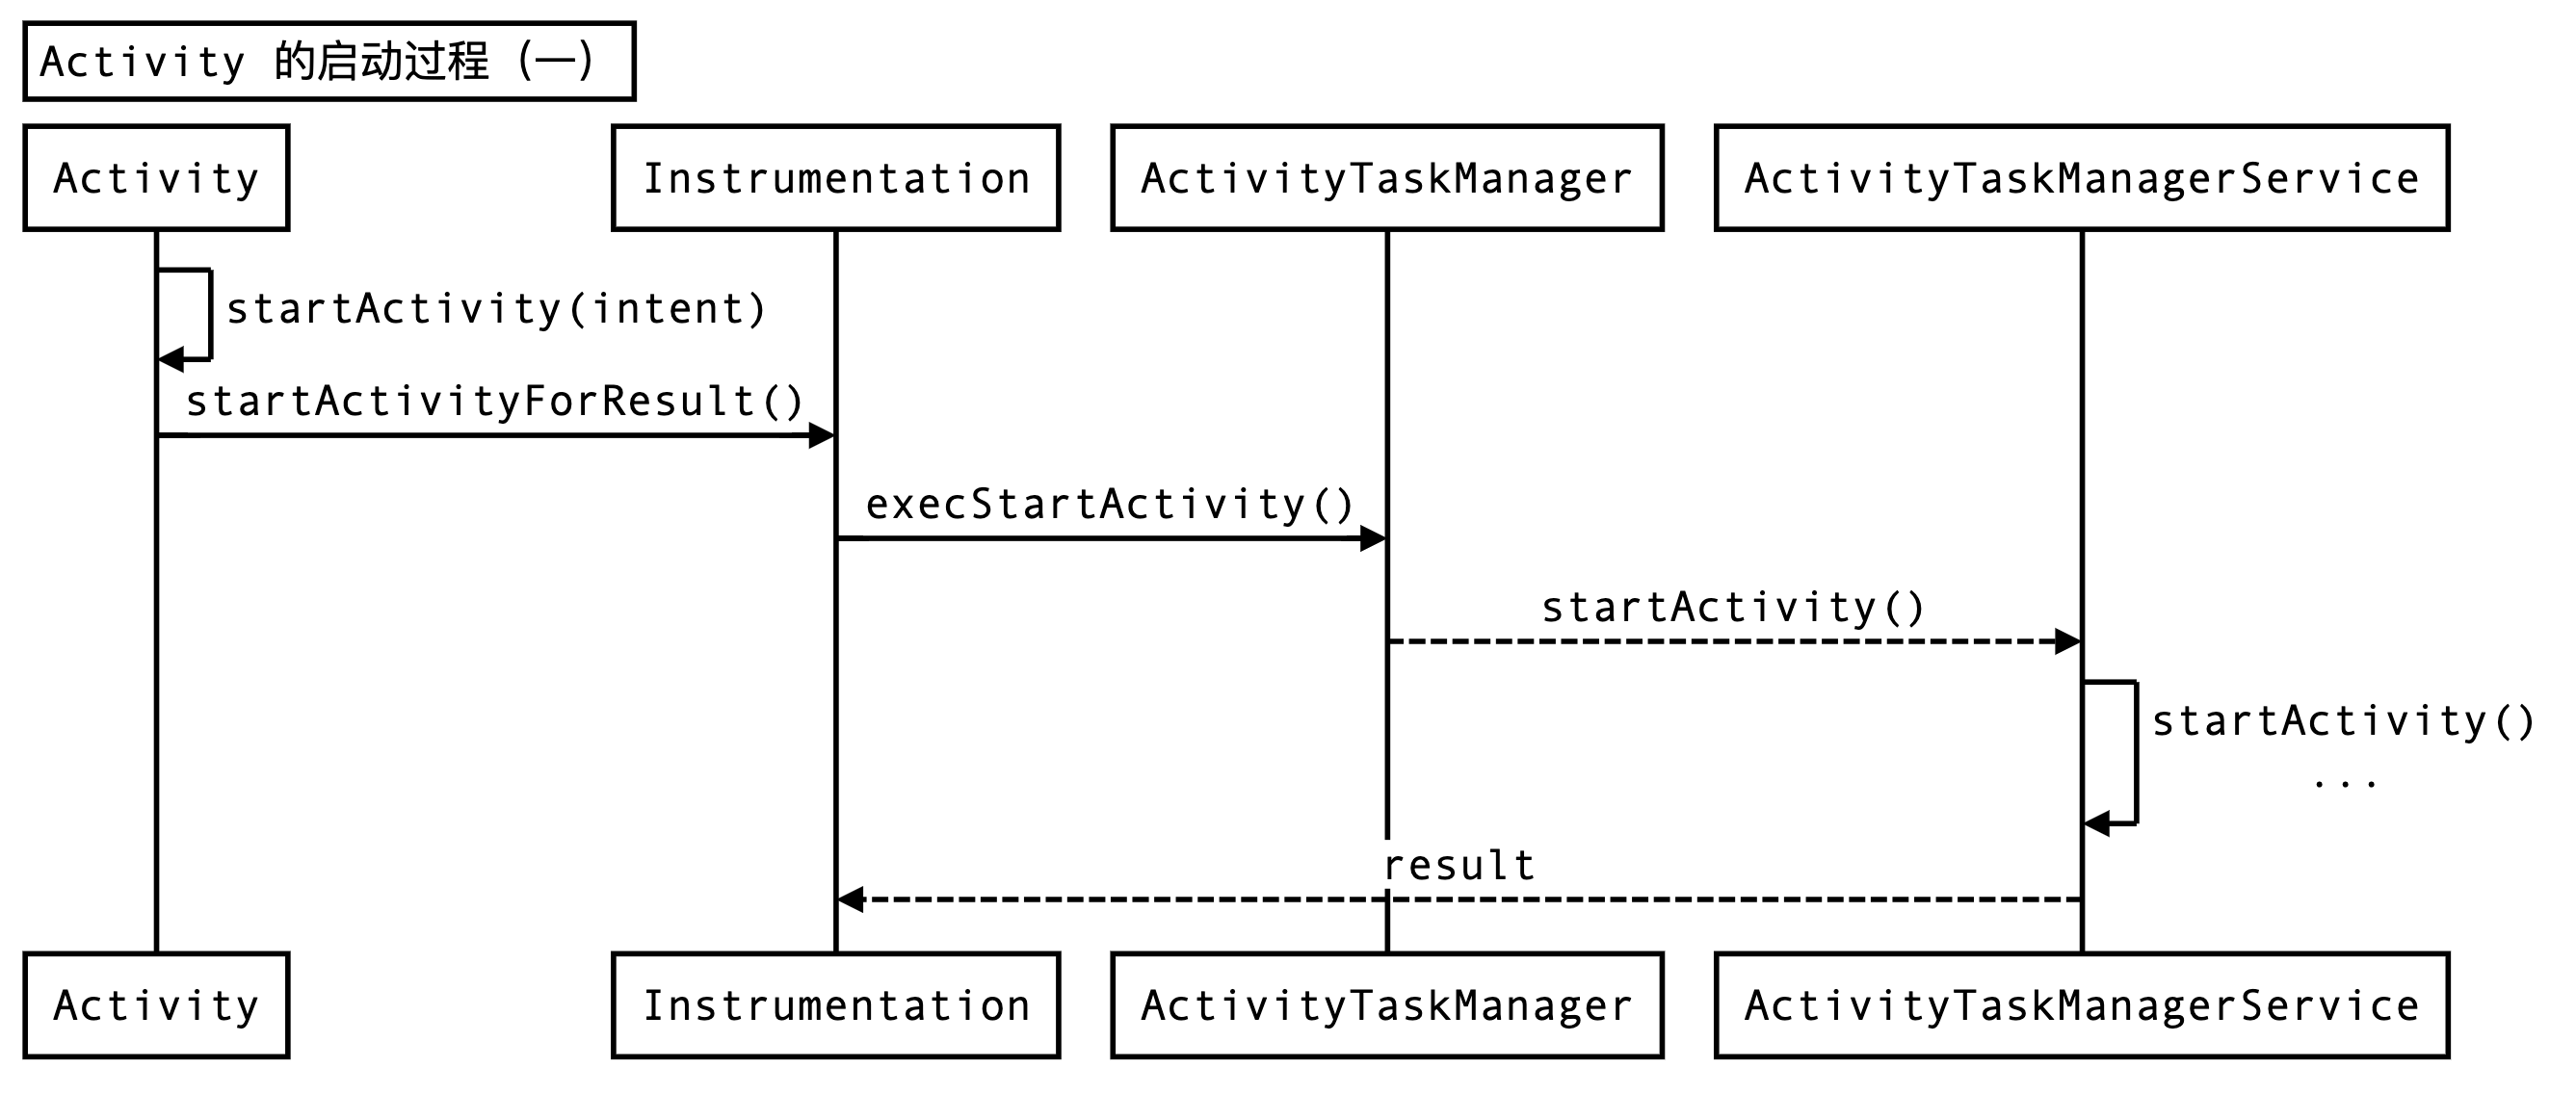 Activity 的启动过程（一）
Activity
Instrumentation
ActivityTaskManager
ActivityTaskManagerService
startActivity(intent)
startActivityForResult()
execStartActivity()
startActivity()
startActivity()
...
result
Activity
Instrumentation
ActivityTaskManager
ActivityTaskManagerService